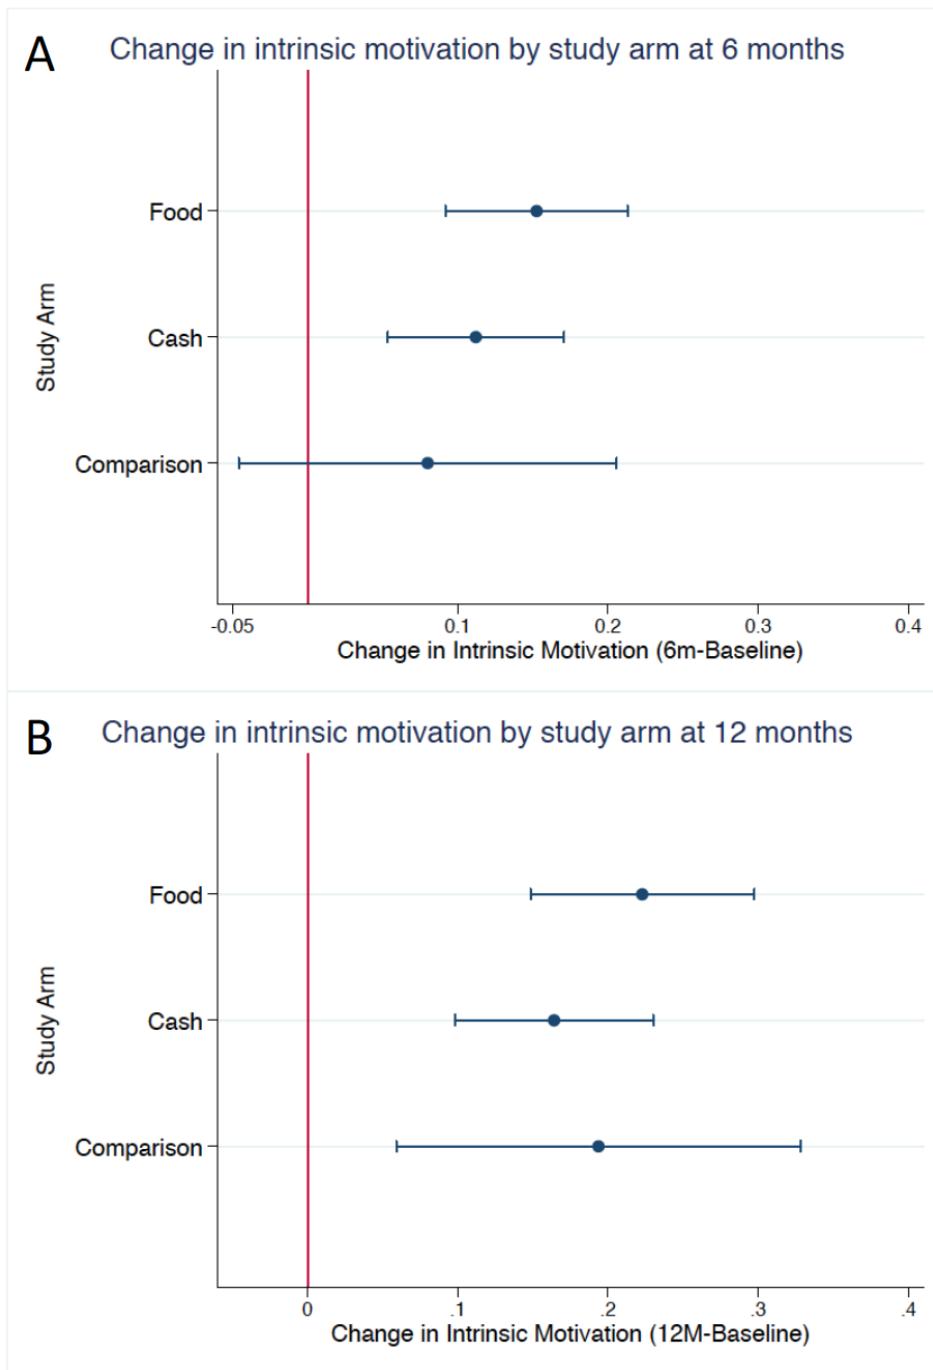 A
Change in intrinsic motivation by study arm at 6 months
Study Arm
Food
Cash
Comparison
-0.05 0.1 0.2 0.3 0.4
Change in Intrinsic Motivation (6m-Baseline)
B
Change in intrinsic motivation by study arm at 12 months
Study Arm
Food
Cash
Comparison
0 .1 .2 .3 .4
Change in Intrinsic Motivation (12M-Baseline)